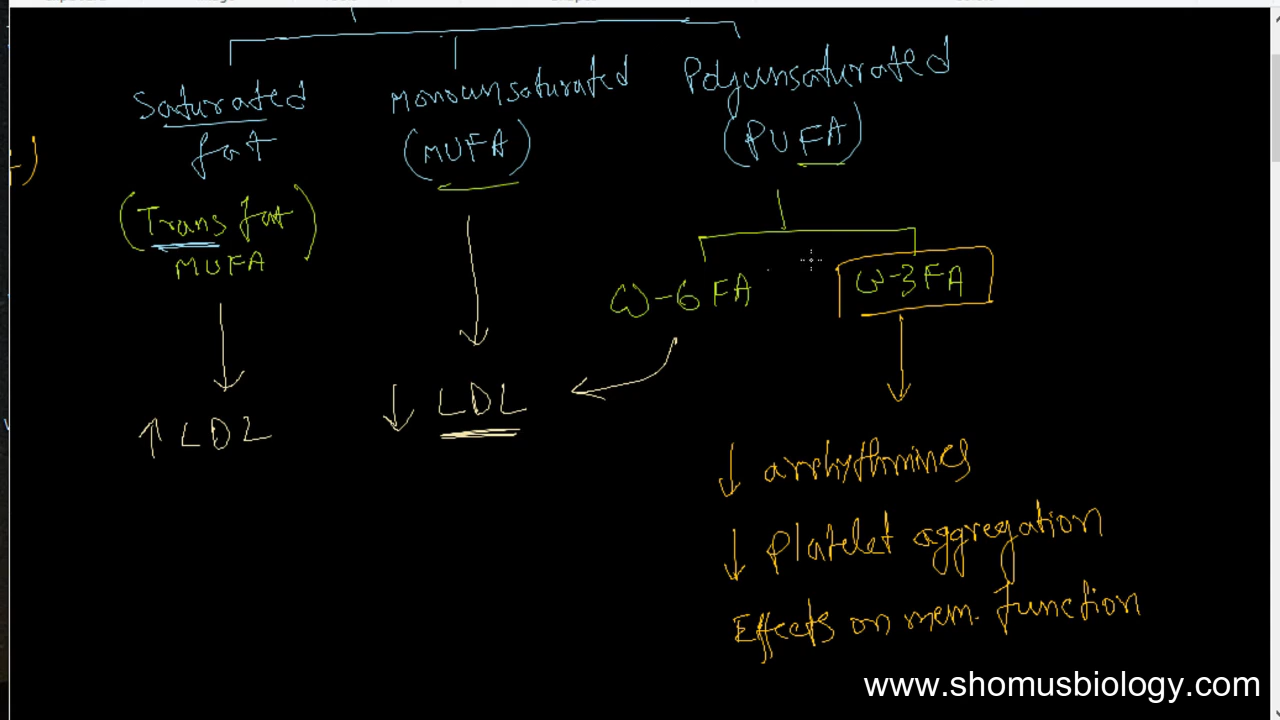 Saturated
fat
(Trans fat
MUFA)
↑ LDL
Monounsaturated
(MUFA)
↓ LDL
Polyunsaturated
(PUFA)
ω-6 FA
ω-3 FA
↓ arrhythmines
↓ Platelet aggregation
Effects on mem. function
www.shomusbiology.com